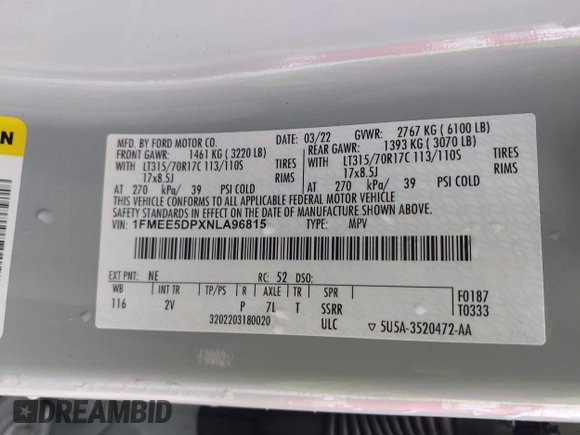 N
MFD. BY FORD MOTOR CO. DATE: 03/22 GVWR: 2767 KG ( 6100 LB)
FRONT GAWR: 1461 KG ( 3220 LB) REAR GAWR: 1393 KG ( 3070 LB)
WITH LT315/70R17C 113/110S TIRES WITH LT315/70R17C 113/110S TIRES
17x8.5J RIMS 17x8.5J RIMS
AT 270 kPa/ 39 PSI COLD AT 270 kPa/ 39 PSI COLD
THIS VEHICLE CONFORMS TO ALL APPLICABLE FEDERAL MOTOR VEHICLE
SAFETY STANDARDS IN EFFECT ON THE DATE OF MANUFACTURE SHOWN ABOVE.
VIN: 1FMEE5DPXNLA96815 TYPE: MPV
EXT PNT: NE RC: 52 DSO:
WB INT TR TP/PS R AXLE TR SPR F0187
116 2V P 7L T SSRR T0333
3202203180020 ULC ▽ 5U5A-3520472-AA
DREAMBID